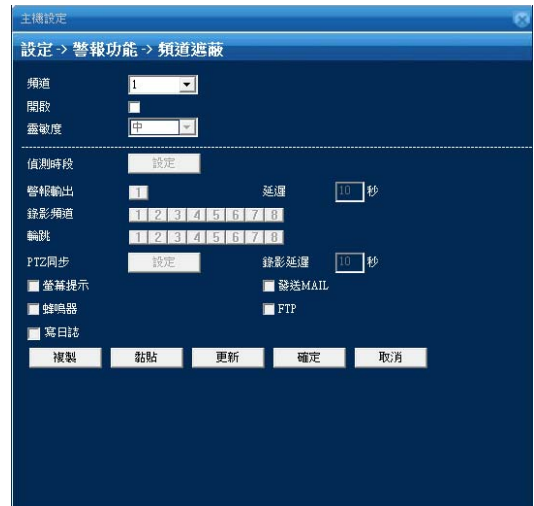 主機設定
設定 -> 警報功能 -> 頻道遮蔽
頻道 1
開啟
靈敏度 中
偵測時段 設定
警報輸出 1 延遲 10 秒
錄影頻道 1 2 3 4 5 6 7 8
輪跳 1 2 3 4 5 6 7 8
PTZ同步 設定 錄影延遲 10 秒
螢幕提示 發送MAIL
蜂鳴器 FTP
寫日誌
複製 黏貼 更新 確定 取消